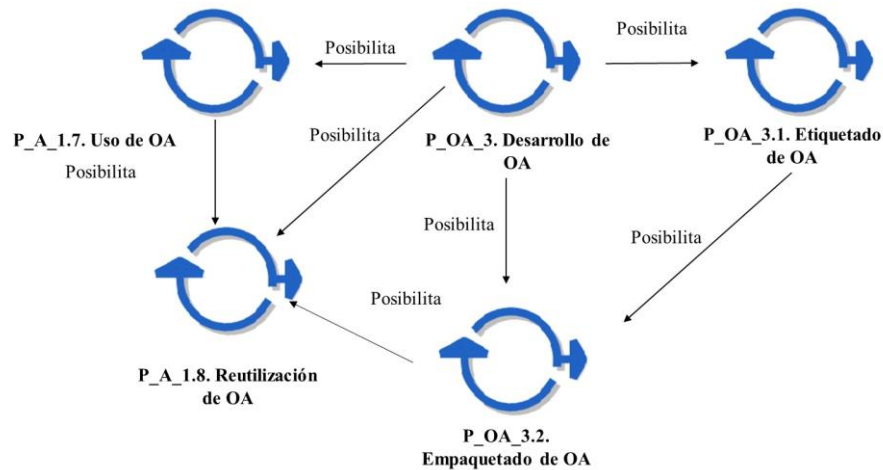 Posibilita
Posibilita
Posibilita
P_A_1.7. Uso de OA
P_OA_3. Desarrollo de
OA
P_OA_3.1. Etiquetado
de OA
Posibilita
Posibilita
Posibilita
Posibilita
P_A_1.8. Reutilización
de OA
P_OA_3.2.
Empaquetado de OA